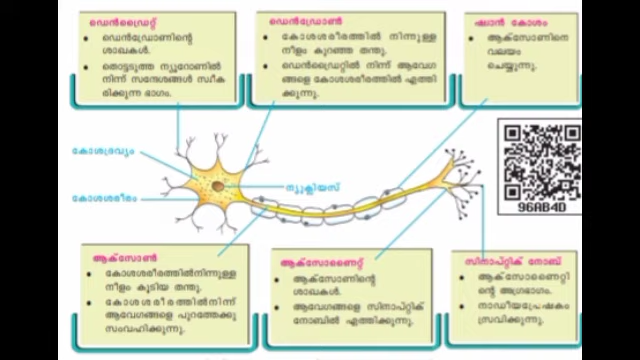 ഡെൻഡ്രൈറ്റ്
ഡെൻഡ്രോണിന്റെ
ശാഖകൾ.
തൊട്ടടുത്ത ന്യൂറോണിൽ
നിന്ന് സന്ദേശങ്ങൾ സ്വീക
രിക്കുന്ന ഭാഗം.
ഡെൻഡ്രോൺ
കോശശരീരത്തിൽ നിന്നുള്ള
നീളം കുറഞ്ഞ തന്തു.
ഡെൻഡ്രൈറ്റിൽ നിന്ന് ആവേഗ
ങ്ങളെ കോശശരീരത്തിൽ എത്തി
ക്കുന്നു.
ഷ്വാൻ കോശം
ആക്സോണിനെ
വലയം
ചെയ്യുന്നു.
കോശദ്രവ്യം
കോശശരീരം
ന്യൂക്ലിയസ്
96AB4D
ആക്സോൺ
കോശശരീരത്തിൽനിന്നുള്ള
നീളം കൂടിയ തന്തു.
കോശശരീരത്തിൽനിന്ന്
ആവേഗങ്ങളെ പുറത്തേക്കു
സംവഹിക്കുന്നു.
ആക്സോണൈറ്റ്
ആക്സോണിന്റെ
ശാഖകൾ.
ആവേഗങ്ങളെ സിനാപ്റ്റിക്
നോബിൽ എത്തിക്കുന്നു.
സിനാപ്റ്റിക് നോബ്
ആക്സോണൈറ്റി
ന്റെ അഗ്രഭാഗം.
നാഡീയപ്രേഷകം
സ്രവിക്കുന്നു.